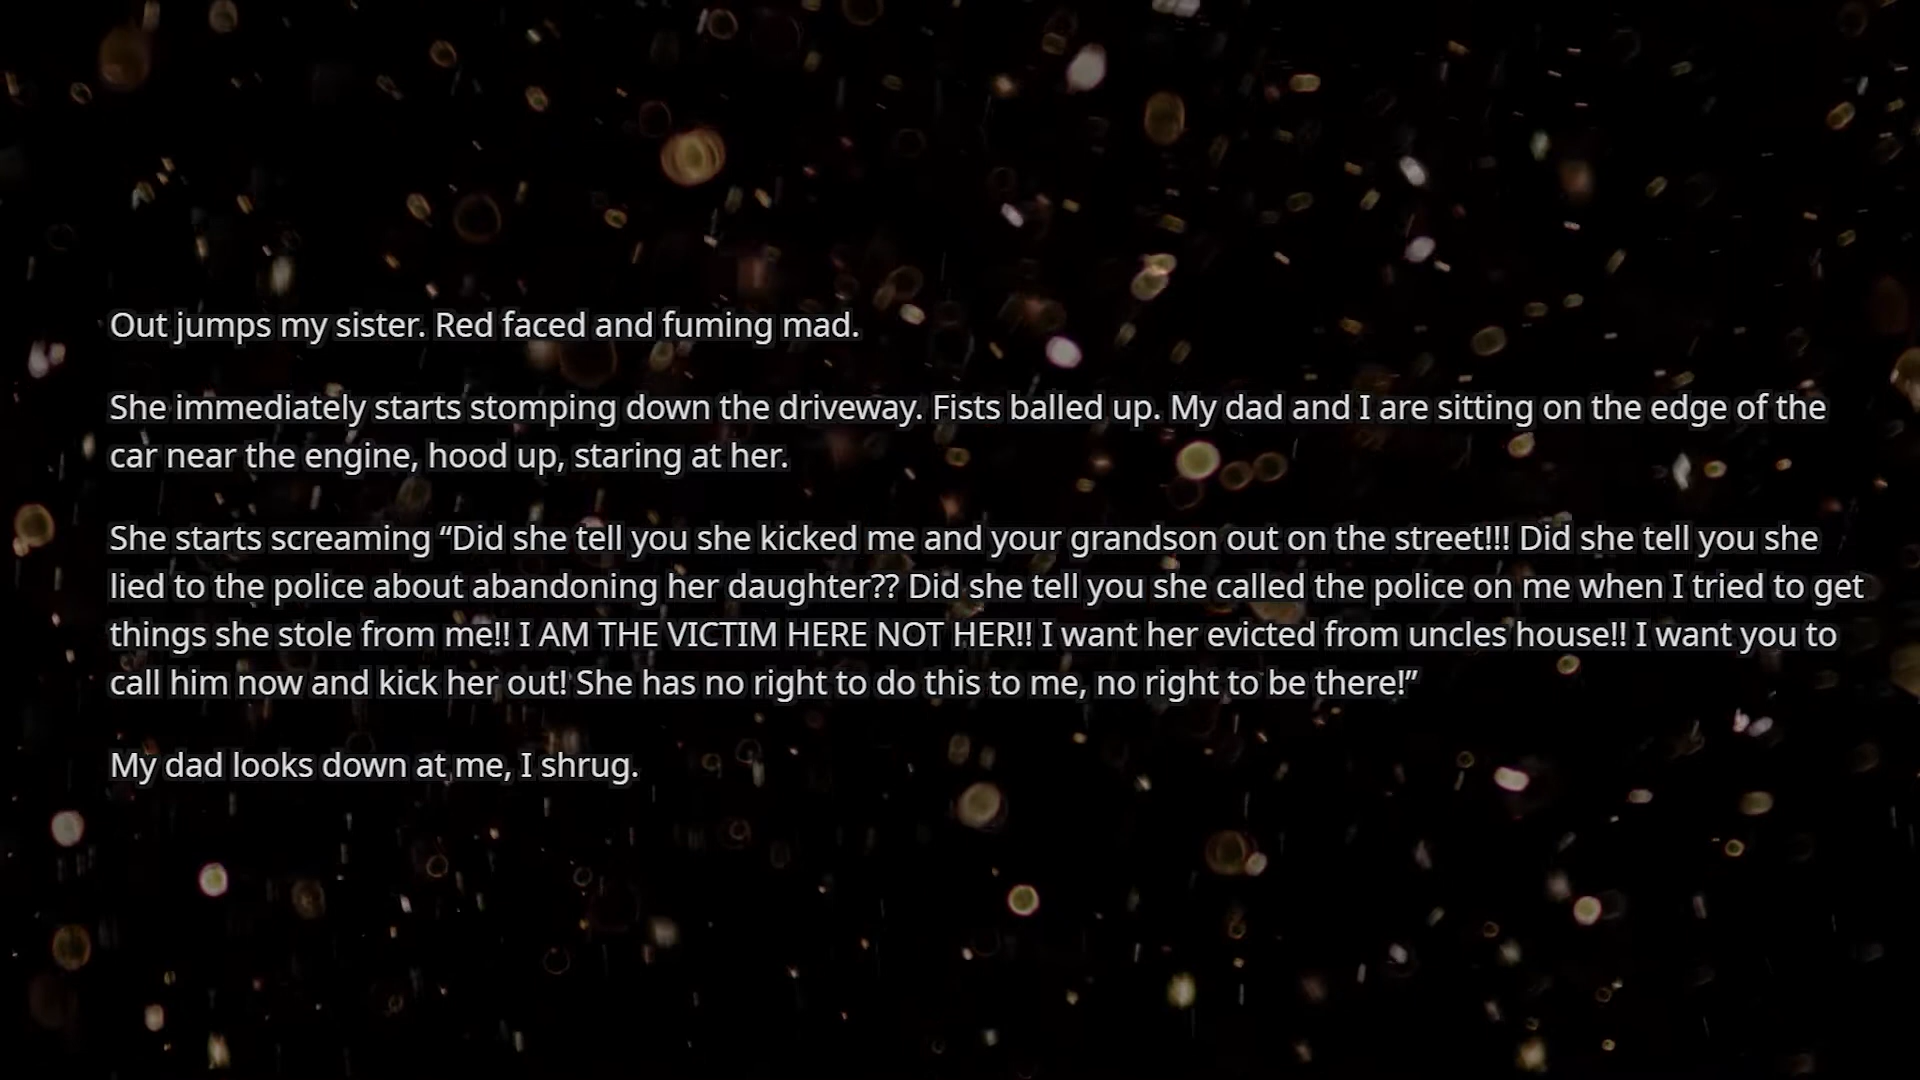 Out jumps my sister. Red faced and fuming mad.
She immediately starts stomping down the driveway. Fists balled up. My dad and I are sitting on the edge of the
car near the engine, hood up, staring at her.
She starts screaming “Did she tell you she kicked me and your grandson out on the street!!! Did she tell you she
lied to the police about abandoning her daughter?? Did she tell you she called the police on me when I tried to get
things she stole from me!! I AM THE VICTIM HERE NOT HER!! I want her evicted from uncles house!! I want you to
call him now and kick her out! She has no right to do this to me, no right to be there!”
My dad looks down at me, I shrug.